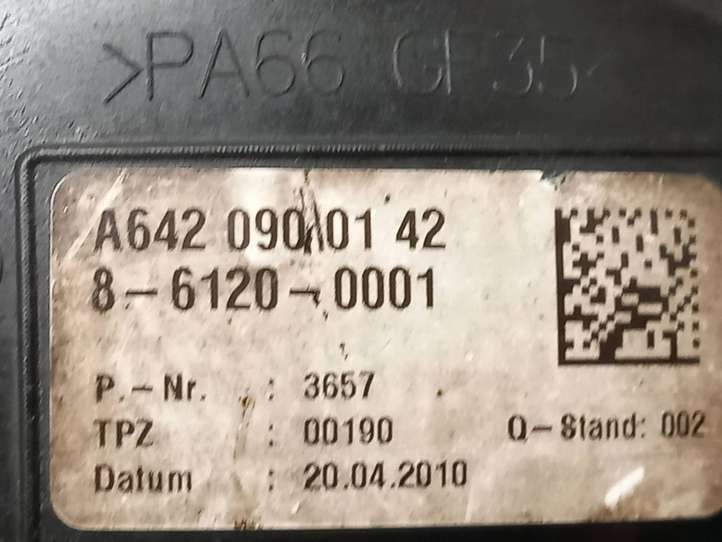 >PA66 GF35<
A642 090 01 42
8-6120-0001
P.-Nr. : 3657
TPZ : 00190 Q-Stand: 002
Datum : 20.04.2010